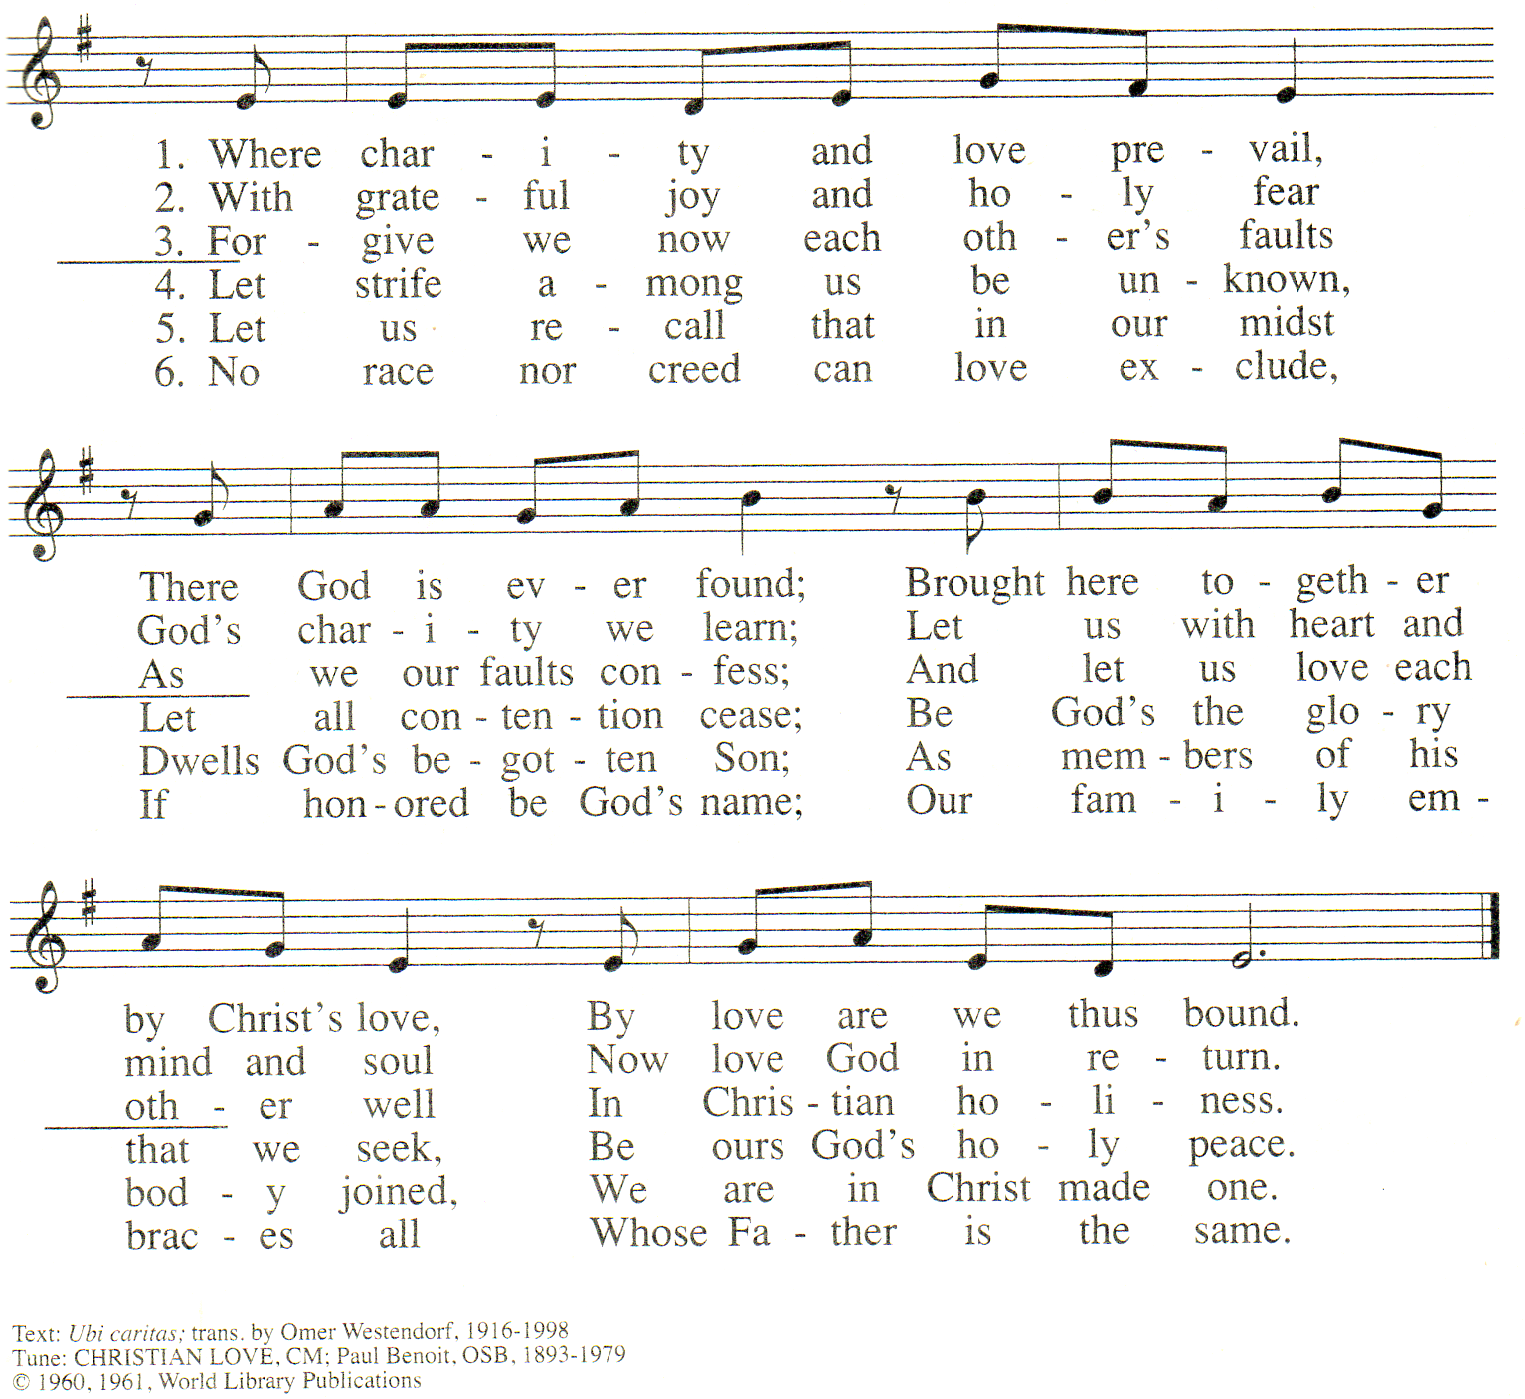 1. Where char - i - ty and love pre - vail,
2. With grate - ful joy and ho - ly fear
3. For - give we now each oth - er's faults
4. Let strife a - mong us be un - known,
5. Let us re - call that in our midst
6. No race nor creed can love ex - clude,
There God is ev - er found; Brought here to - geth - er
God's char - i - ty we learn; Let us with heart and
As we our faults con - fess; And let us love each
Let all con - ten - tion cease; Be God's the glo - ry
Dwells God's be - got - ten Son; As mem - bers of his
If hon - ored be God's name; Our fam - i - ly em -
by Christ's love, By love are we thus bound.
mind and soul Now love God in re - turn.
oth - er well In Chris - tian ho - li - ness.
that we seek, Be ours God's ho - ly peace.
bod - y joined, We are in Christ made one.
brac - es all Whose Fa - ther is the same.
Text: Ubi caritas; trans. by Omer Westendorf, 1916-1998
Tune: CHRISTIAN LOVE, CM; Paul Benoit, OSB, 1893-1979
© 1960, 1961, World Library Publications